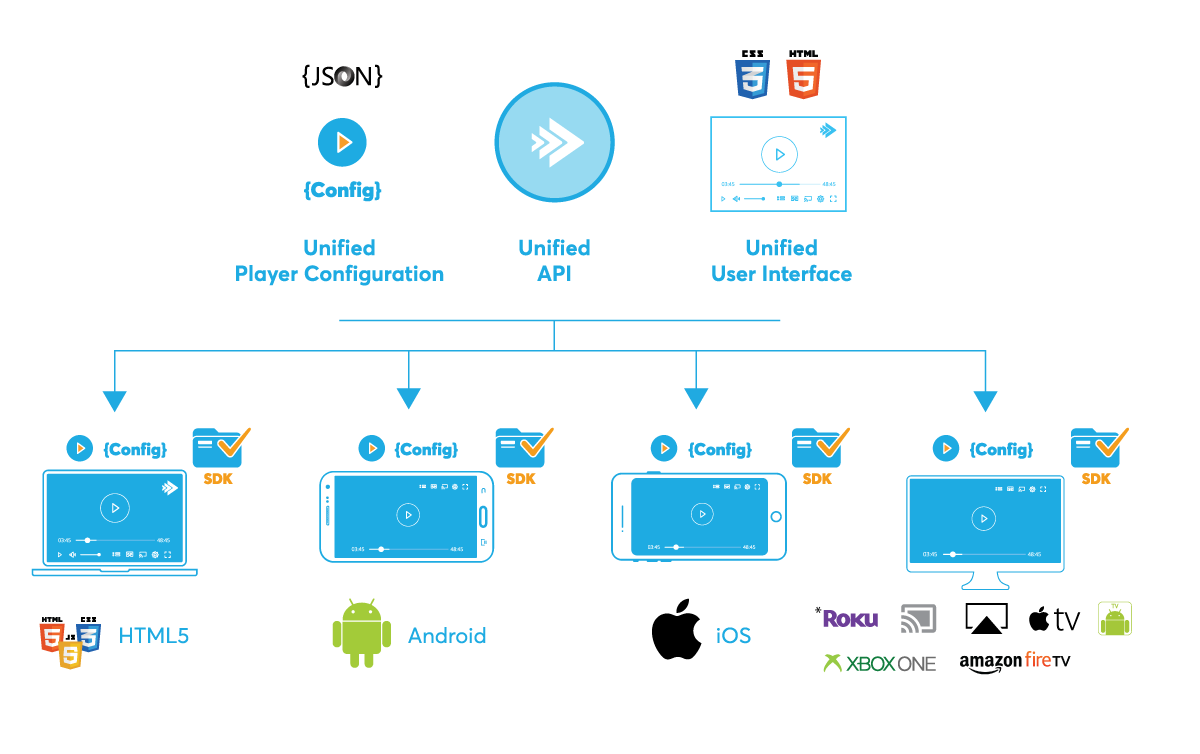 {JSON}
CSS
3
HTML
5
{Config}
03:45
48:45
Unified
Player Configuration
Unified
API
Unified
User Interface
{Config}
SDK
{Config}
SDK
{Config}
SDK
{Config}
SDK
03:45
48:45
03:45
48:45
03:45
48:45
03:45
48:45
HTML
5
CSS
3
JS
5
HTML5
Android
iOS
*ROKU
tv
TV
XBOX ONE
amazon fireTV